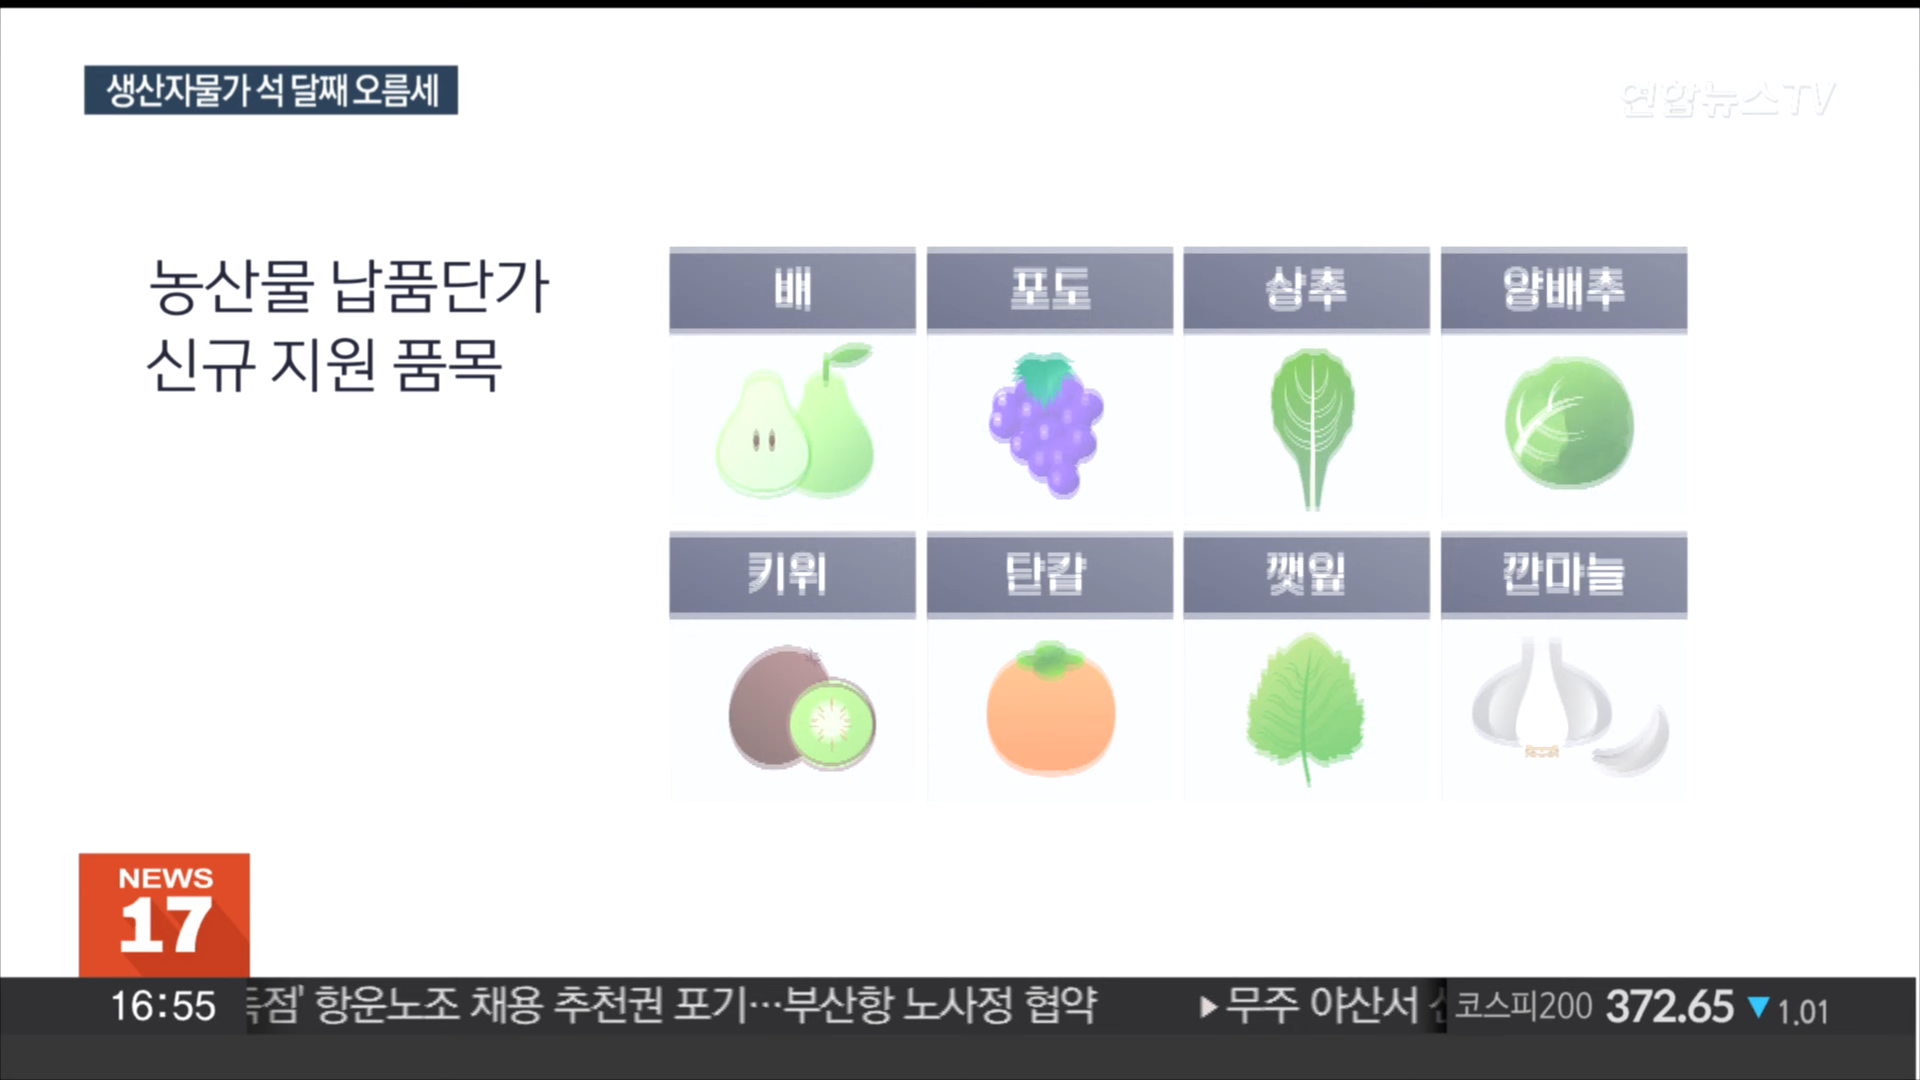 생산자물가 석 달째 오름세
연합뉴스TV
농산물 납품단가
신규 지원 품목
배 포도 상추 양배추
키위 단감 깻잎 깐마늘
NEWS
17
16:55 득점' 항운노조 채용 추천권 포기…부산항 노사정 협약 ▶무주 야산서 코스피200 372.65 ▼1.01